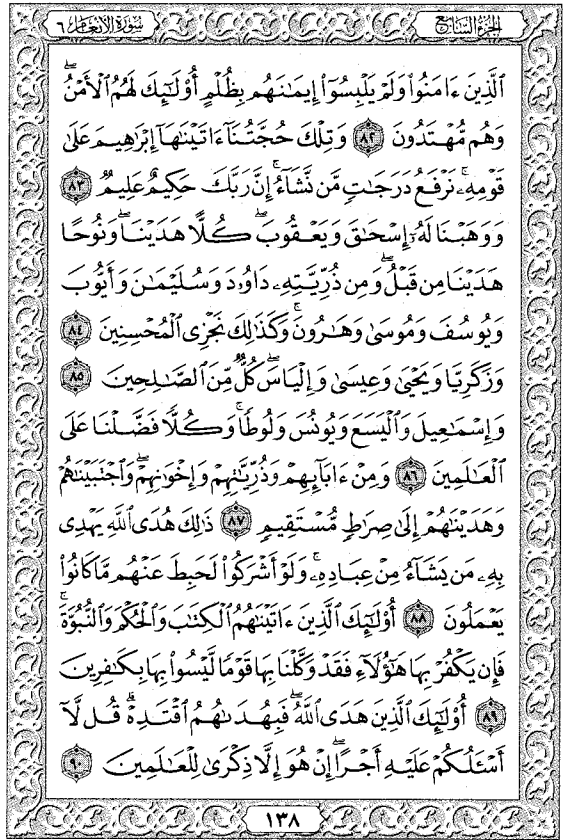 الجزء السابع
سورة الأنعام ٦
ٱلَّذِينَ ءَامَنُوا۟ وَلَمْ يَلْبِسُوٓا۟ إِيمَٰنَهُم بِظُلْمٍ أُو۟لَٰٓئِكَ لَهُمُ ٱلْأَمْنُ
وَهُم مُّهْتَدُونَ ٨٢ وَتِلْكَ حُجَّتُنَآ ءَاتَيْنَٰهَآ إِبْرَٰهِيمَ عَلَىٰ
قَوْمِهِۦ ۚ نَرْفَعُ دَرَجَٰتٍ مَّن نَّشَآءُ ۗ إِنَّ رَبَّكَ حَكِيمٌ عَلِيمٌ ٨٣
وَوَهَبْنَا لَهُۥٓ إِسْحَٰقَ وَيَعْقُوبَ ۚ كُلًّا هَدَيْنَا ۚ وَنُوحًا
هَدَيْنَا مِن قَبْلُ ۖ وَمِن ذُرِّيَّتِهِۦ دَاوُۥدَ وَسُلَيْمَٰنَ وَأَيُّوبَ
وَيُوسُفَ وَمُوسَىٰ وَهَٰرُونَ ۚ وَكَذَٰلِكَ نَجْزِى ٱلْمُحْسِنِينَ ٨٤
وَزَكَرِيَّا وَيَحْيَىٰ وَعِيسَىٰ وَإِلْيَاسَ ۖ كُلٌّ مِّنَ ٱلصَّٰلِحِينَ ٨٥
وَإِسْمَٰعِيلَ وَٱلْيَسَعَ وَيُونُسَ وَلُوطًا ۚ وَكُلًّا فَضَّلْنَا عَلَى
ٱلْعَٰلَمِينَ ٨٦ وَمِنْ ءَابَآئِهِمْ وَذُرِّيَّٰتِهِمْ وَإِخْوَٰنِهِمْ ۖ وَٱجْتَبَيْنَٰهُمْ
وَهَدَيْنَٰهُمْ إِلَىٰ صِرَٰطٍ مُّسْتَقِيمٍ ٨٧ ذَٰلِكَ هُدَى ٱللَّهِ يَهْدِى
بِهِۦ مَن يَشَآءُ مِنْ عِبَادِهِۦ ۚ وَلَوْ أَشْرَكُوا۟ لَحَبِطَ عَنْهُم مَّا كَانُوا۟
يَعْمَلُونَ ٨٨ أُو۟لَٰٓئِكَ ٱلَّذِينَ ءَاتَيْنَٰهُمُ ٱلْكِتَٰبَ وَٱلْحُكْمَ وَٱلنُّبُوَّةَ ۚ
فَإِن يَكْفُرْ بِهَا هَٰٓؤُلَآءِ فَقَدْ وَكَّلْنَا بِهَا قَوْمًا لَّيْسُوا۟ بِهَا بِكَٰفِرِينَ
٨٩ أُو۟لَٰٓئِكَ ٱلَّذِينَ هَدَى ٱللَّهُ ۖ فَبِهُدَىٰهُمُ ٱقْتَدِهْ ۗ قُل لَّآ
أَسْـَٔلُكُمْ عَلَيْهِ أَجْرًا ۖ إِنْ هُوَ إِلَّا ذِكْرَىٰ لِلْعَٰلَمِينَ ٩٠
١٣٨